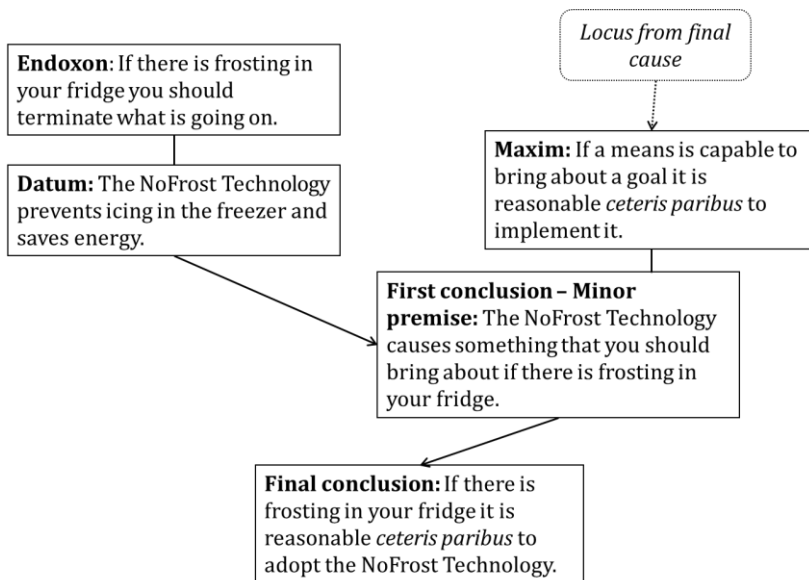 Locus from final
cause
Endoxon: If there is frosting in
your fridge you should
terminate what is going on.
Maxim: If a means is capable to
bring about a goal it is
reasonable ceteris paribus to
implement it.
Datum: The NoFrost Technology
prevents icing in the freezer and
saves energy.
First conclusion – Minor
premise: The NoFrost Technology
causes something that you should
bring about if there is frosting in
your fridge.
Final conclusion: If there is
frosting in your fridge it is
reasonable ceteris paribus to
adopt the NoFrost Technology.